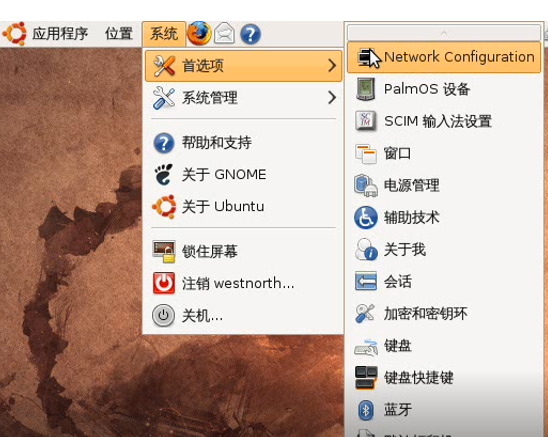 应用程序 位置 系统
首选项
系统管理
帮助和支持
关于 GNOME
关于 Ubuntu
锁住屏幕
注销 westnorth...
关机...
Network Configuration
PalmOS 设备
SCIM 输入法设置
窗口
电源管理
辅助技术
关于我
会话
加密和密钥环
键盘
键盘快捷键
蓝牙